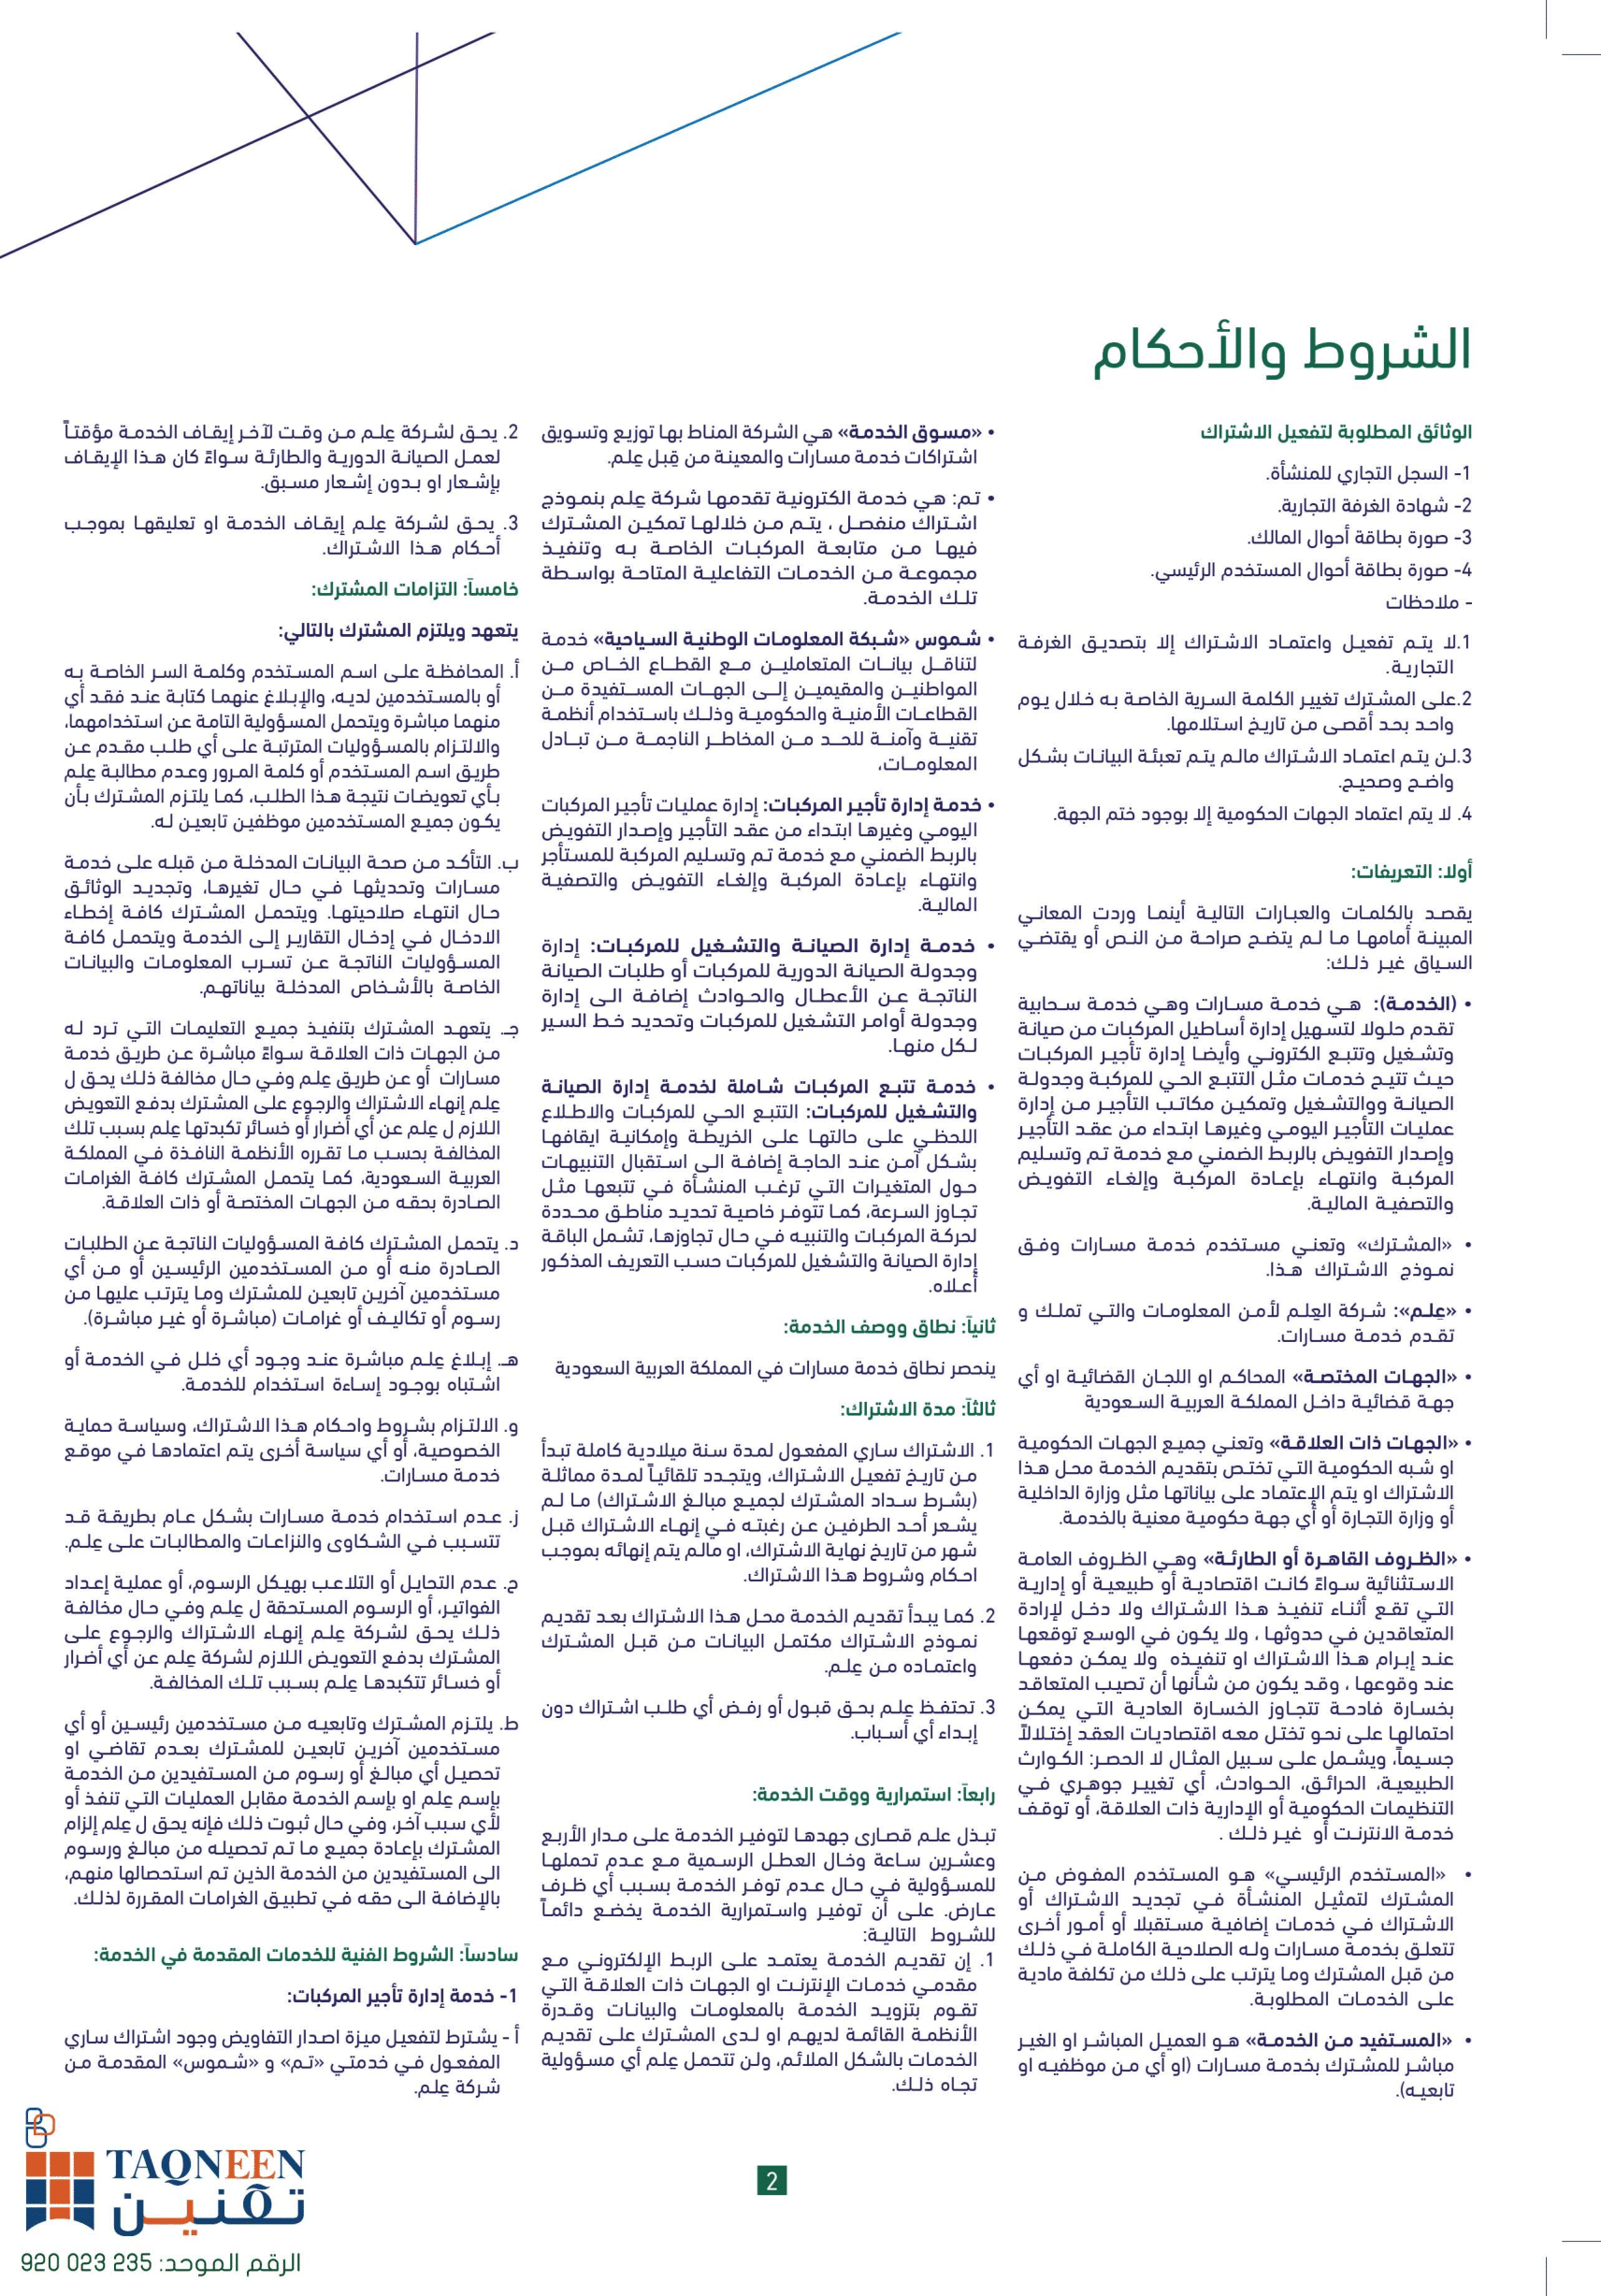 الشروط والأحكام
الوثائق المطلوبة لتفعيل الاشتراك
1- السجل التجاري للمنشأة.
2- شهادة الغرفة التجارية.
3- صورة بطاقة أحوال المالك.
4- صورة بطاقة أحوال المستخدم الرئيسي.
- ملاحظات
1.لا يتم تفعيل واعتماد الاشتراك إلا بتصديق الغرفة
التجارية.
2.على المشترك تغيير الكلمة السرية الخاصة به خلال يوم
واحد بحد أقصى من تاريخ استلامها.
3.لن يتم اعتماد الاشتراك مالم يتم تعبئة البيانات بشكل
واضح وصحيح.
4. لا يتم اعتماد الجهات الحكومية إلا بوجود ختم الجهة.
أولا: التعريفات:
يقصد بالكلمات والعبارات التالية أينما وردت المعاني
المبينة أمامها ما لم يتضح صراحة من النص أو يقتضي
السياق غير ذلك:
• (الخدمة): هي خدمة مسارات وهي خدمة سحابية
تقدم حلولا لتسهيل إدارة أساطيل المركبات من صيانة
وتشغيل وتتبع الكتروني وأيضا إدارة تأجير المركبات
حيث تتيح خدمات مثل التتبع الحي للمركبة وجدولة
الصيانة ووالتشغيل وتمكين مكاتب التأجير من إدارة
عمليات التأجير اليومي وغيرها ابتداء من عقد التأجير
وإصدار التفويض بالربط الضمني مع خدمة تم وتسليم
المركبة وانتهاء بإعادة المركبة وإلغاء التفويض
والتصفية المالية.
• «المشترك» وتعني مستخدم خدمة مسارات وفق
نموذج الاشتراك هذا.
• «عِلم»: شركة العِلم لأمن المعلومات والتي تملك و
تقدم خدمة مسارات.
• «الجهات المختصة» المحاكم او اللجان القضائية او أي
جهة قضائية داخل المملكة العربية السعودية
• «الجهات ذات العلاقة» وتعني جميع الجهات الحكومية
او شبه الحكومية التي تختص بتقديم الخدمة محل هذا
الاشتراك او يتم الإعتماد على بياناتها مثل وزارة الداخلية
أو وزارة التجارة أو أي جهة حكومية معنية بالخدمة.
• «الظروف القاهرة أو الطارئة» وهي الظروف العامة
الاستثنائية سواءً كانت اقتصادية أو طبيعية أو إدارية
التي تقع أثناء تنفيذ هذا الاشتراك ولا دخل لإرادة
المتعاقدين في حدوثها ، ولا يكون في الوسع توقعها
عند إبرام هذا الاشتراك او تنفيذه ولا يمكن دفعها
عند وقوعها ، وقد يكون من شأنها أن تصيب المتعاقد
بخسارة فادحة تتجاوز الخسارة العادية التي يمكن
احتمالها على نحو تختل معه اقتصاديات العقد إختلالاً
جسيماً، ويشمل على سبيل المثال لا الحصر: الكوارث
الطبيعية، الحرائق، الحوادث، أي تغيير جوهري في
التنظيمات الحكومية أو الإدارية ذات العلاقة، أو توقف
خدمة الانترنت أو غير ذلك .
• «المستخدم الرئيسي» هو المستخدم المفوض من
المشترك لتمثيل المنشأة في تجديد الاشتراك أو
الاشتراك في خدمات إضافية مستقبلا أو أمور أخرى
تتعلق بخدمة مسارات وله الصلاحية الكاملة في ذلك
من قبل المشترك وما يترتب على ذلك من تكلفة مادية
على الخدمات المطلوبة.
• «المستفيد من الخدمة» هو العميل المباشر او الغير
مباشر للمشترك بخدمة مسارات (او أي من موظفيه او
تابعيه).
• «مسوق الخدمة» هي الشركة المناط بها توزيع وتسويق
اشتراكات خدمة مسارات والمعينة من قِبل عِلم.
• تم: هي خدمة الكترونية تقدمها شركة عِلم بنموذج
اشتراك منفصل ، يتم من خلالها تمكين المشترك
فيها من متابعة المركبات الخاصة به وتنفيذ
مجموعة من الخدمات التفاعلية المتاحة بواسطة
تلك الخدمة.
• شموس «شبكة المعلومات الوطنية السياحية» خدمة
لتناقل بيانات المتعاملين مع القطاع الخاص من
المواطنين والمقيمين إلى الجهات المستفيدة من
القطاعات الأمنية والحكومية وذلك باستخدام أنظمة
تقنية وآمنة للحد من المخاطر الناجمة من تبادل
المعلومات،
• خدمة إدارة تأجير المركبات: إدارة عمليات تأجير المركبات
اليومي وغيرها ابتداء من عقد التأجير وإصدار التفويض
بالربط الضمني مع خدمة تم وتسليم المركبة للمستأجر
وانتهاء بإعادة المركبة وإلغاء التفويض والتصفية
المالية.
• خدمة إدارة الصيانة والتشغيل للمركبات: إدارة
وجدولة الصيانة الدورية للمركبات أو طلبات الصيانة
الناتجة عن الأعطال والحوادث إضافة الى إدارة
وجدولة أوامر التشغيل للمركبات وتحديد خط السير
لكل منها.
• خدمة تتبع المركبات شاملة لخدمة إدارة الصيانة
والتشغيل للمركبات: التتبع الحي للمركبات والاطلاع
اللحظي على حالتها على الخريطة وإمكانية ايقافها
بشكل آمن عند الحاجة إضافة الى استقبال التنبيهات
حول المتغيرات التي ترغب المنشأة في تتبعها مثل
تجاوز السرعة، كما تتوفر خاصية تحديد مناطق محددة
لحركة المركبات والتنبيه في حال تجاوزها، تشمل الباقة
إدارة الصيانة والتشغيل للمركبات حسب التعريف المذكور
أعلاه.
ثانياً: نطاق ووصف الخدمة:
ينحصر نطاق خدمة مسارات في المملكة العربية السعودية
ثالثاً: مدة الاشتراك:
1. الاشتراك ساري المفعول لمدة سنة ميلادية كاملة تبدأ
من تاريخ تفعيل الاشتراك، ويتجدد تلقائياً لمدة مماثلة
(بشرط سداد المشترك لجميع مبالغ الاشتراك) ما لم
يشعر أحد الطرفين عن رغبته في إنهاء الاشتراك قبل
شهر من تاريخ نهاية الاشتراك، او مالم يتم إنهائه بموجب
احكام وشروط هذا الاشتراك.
2. كما يبدأ تقديم الخدمة محل هذا الاشتراك بعد تقديم
نموذج الاشتراك مكتمل البيانات من قبل المشترك
واعتماده من عِلم.
3. تحتفظ عِلم بحق قبول أو رفض أي طلب اشتراك دون
إبداء أي أسباب.
رابعاً: استمرارية ووقت الخدمة:
تبذل علم قصارى جهدها لتوفير الخدمة على مدار الأربع
وعشرين ساعة وخال العطل الرسمية مع عدم تحملها
للمسؤولية في حال عدم توفر الخدمة بسبب أي ظرف
عارض. على أن توفير واستمرارية الخدمة يخضع دائماً
للشروط التالية:
1. إن تقديم الخدمة يعتمد على الربط الإلكتروني مع
مقدمي خدمات الإنترنت او الجهات ذات العلاقة التي
تقوم بتزويد الخدمة بالمعلومات والبيانات وقدرة
الأنظمة القائمة لديهم او لدى المشترك على تقديم
الخدمات بالشكل الملائم، ولن تتحمل عِلم أي مسؤولية
تجاه ذلك.
2. يحق لشركة عِلم من وقت لآخر إيقاف الخدمة مؤقتاً
لعمل الصيانة الدورية والطارئة سواءً كان هذا الإيقاف
بإشعار او بدون إشعار مسبق.
3. يحق لشركة عِلم إيقاف الخدمة او تعليقها بموجب
أحكام هذا الاشتراك.
خامساً: التزامات المشترك:
يتعهد ويلتزم المشترك بالتالي:
أ. المحافظة على اسم المستخدم وكلمة السر الخاصة به
أو بالمستخدمين لديه، والإبلاغ عنهما كتابة عند فقد أي
منهما مباشرة ويتحمل المسؤولية التامة عن استخدامهما،
والالتزام بالمسؤوليات المترتبة على أي طلب مقدم عن
طريق اسم المستخدم أو كلمة المرور وعدم مطالبة عِلم
بأي تعويضات نتيجة هذا الطلب، كما يلتزم المشترك بأن
يكون جميع المستخدمين موظفين تابعين له.
ب. التأكد من صحة البيانات المدخلة من قبله على خدمة
مسارات وتحديثها في حال تغيرها، وتجديد الوثائق
حال انتهاء صلاحيتها. ويتحمل المشترك كافة إخطاء
الادخال في إدخال التقارير إلى الخدمة ويتحمل كافة
المسؤوليات الناتجة عن تسرب المعلومات والبيانات
الخاصة بالأشخاص المدخلة بياناتهم.
جـ. يتعهد المشترك بتنفيذ جميع التعليمات التي ترد له
من الجهات ذات العلاقة سواءً مباشرة عن طريق خدمة
مسارات أو عن طريق عِلم وفي حال مخالفة ذلك يحق ل
عِلم إنهاء الاشتراك والرجوع على المشترك بدفع التعويض
اللازم ل عِلم عن أي أضرار أو خسائر تكبدتها عِلم بسبب تلك
المخالفة بحسب ما تقرره الأنظمة النافذة في المملكة
العربية السعودية، كما يتحمل المشترك كافة الغرامات
الصادرة بحقه من الجهات المختصة أو ذات العلاقة.
د. يتحمل المشترك كافة المسؤوليات الناتجة عن الطلبات
الصادرة منه أو من المستخدمين الرئيسين أو من أي
مستخدمين آخرين تابعين للمشترك وما يترتب عليها من
رسوم أو تكاليف أو غرامات (مباشرة أو غير مباشرة).
هـ. إبلاغ عِلم مباشرة عند وجود أي خلل في الخدمة أو
اشتباه بوجود إساءة استخدام للخدمة.
و. الالتزام بشروط واحكام هذا الاشتراك، وسياسة حماية
الخصوصية، أو أي سياسة أخرى يتم اعتمادها في موقع
خدمة مسارات.
ز. عدم استخدام خدمة مسارات بشكل عام بطريقة قد
تتسبب في الشكاوى والنزاعات والمطالبات على عِلم.
ح. عدم التحايل أو التلاعب بهيكل الرسوم، أو عملية إعداد
الفواتير، أو الرسوم المستحقة ل عِلم وفي حال مخالفة
ذلك يحق لشركة عِلم إنهاء الاشتراك والرجوع على
المشترك بدفع التعويض اللازم لشركة عِلم عن أي أضرار
أو خسائر تتكبدها عِلم بسبب تلك المخالفة.
ط. يلتزم المشترك وتابعيه من مستخدمين رئيسين أو أي
مستخدمين آخرين تابعين للمشترك بعدم تقاضي او
تحصيل أي مبالغ أو رسوم من المستفيدين من الخدمة
بإسم عِلم او بإسم الخدمة مقابل العمليات التي تنفذ أو
لأي سبب آخر، وفي حال ثبوت ذلك فإنه يحق ل عِلم إلزام
المشترك بإعادة جميع ما تم تحصيله من مبالغ ورسوم
الى المستفيدين من الخدمة الذين تم استحصالها منهم،
بالإضافة الى حقه في تطبيق الغرامات المقررة لذلك.
سادساً: الشروط الفنية للخدمات المقدمة في الخدمة:
1- خدمة إدارة تأجير المركبات:
أ - يشترط لتفعيل ميزة اصدار التفاويض وجود اشتراك ساري
المفعول في خدمتي «تم» و «شموس» المقدمة من
شركة عِلم.
TAQNEEN
تقنين
الرقم الموحد: 920 023 235
2